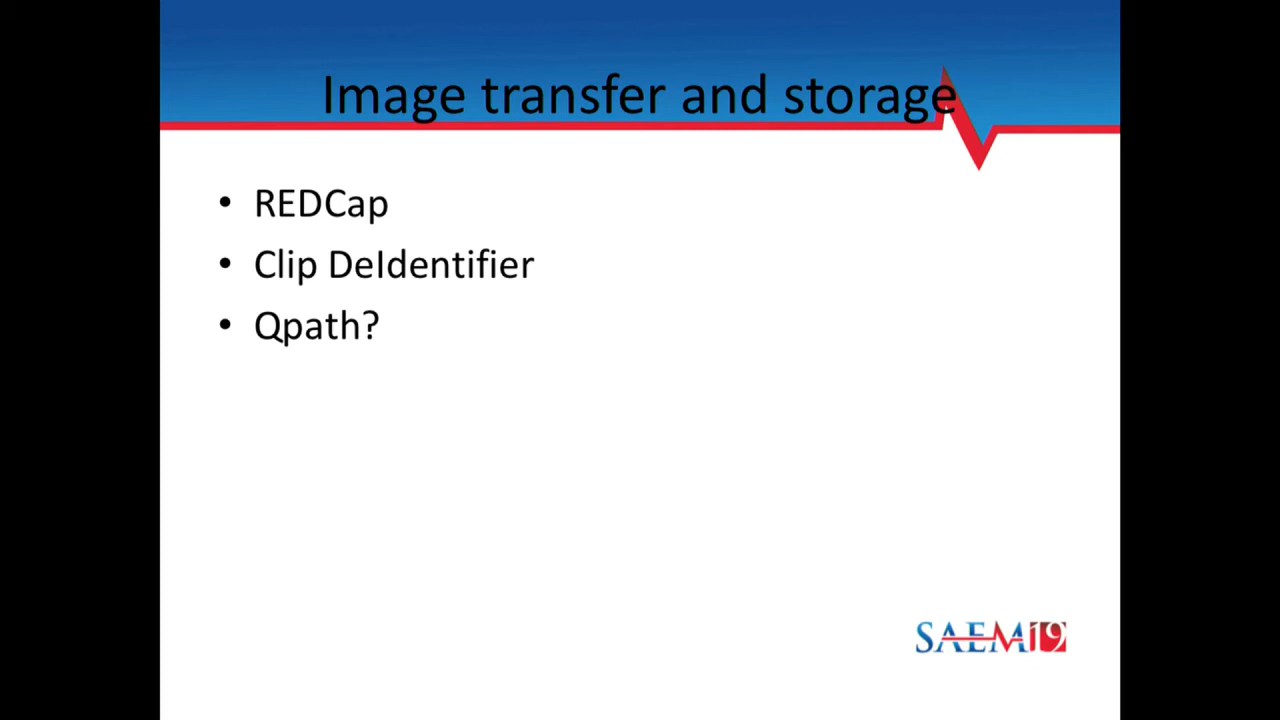 Image transfer and storage
• REDCap
• Clip DeIdentifier
• Qpath?
SAEM19